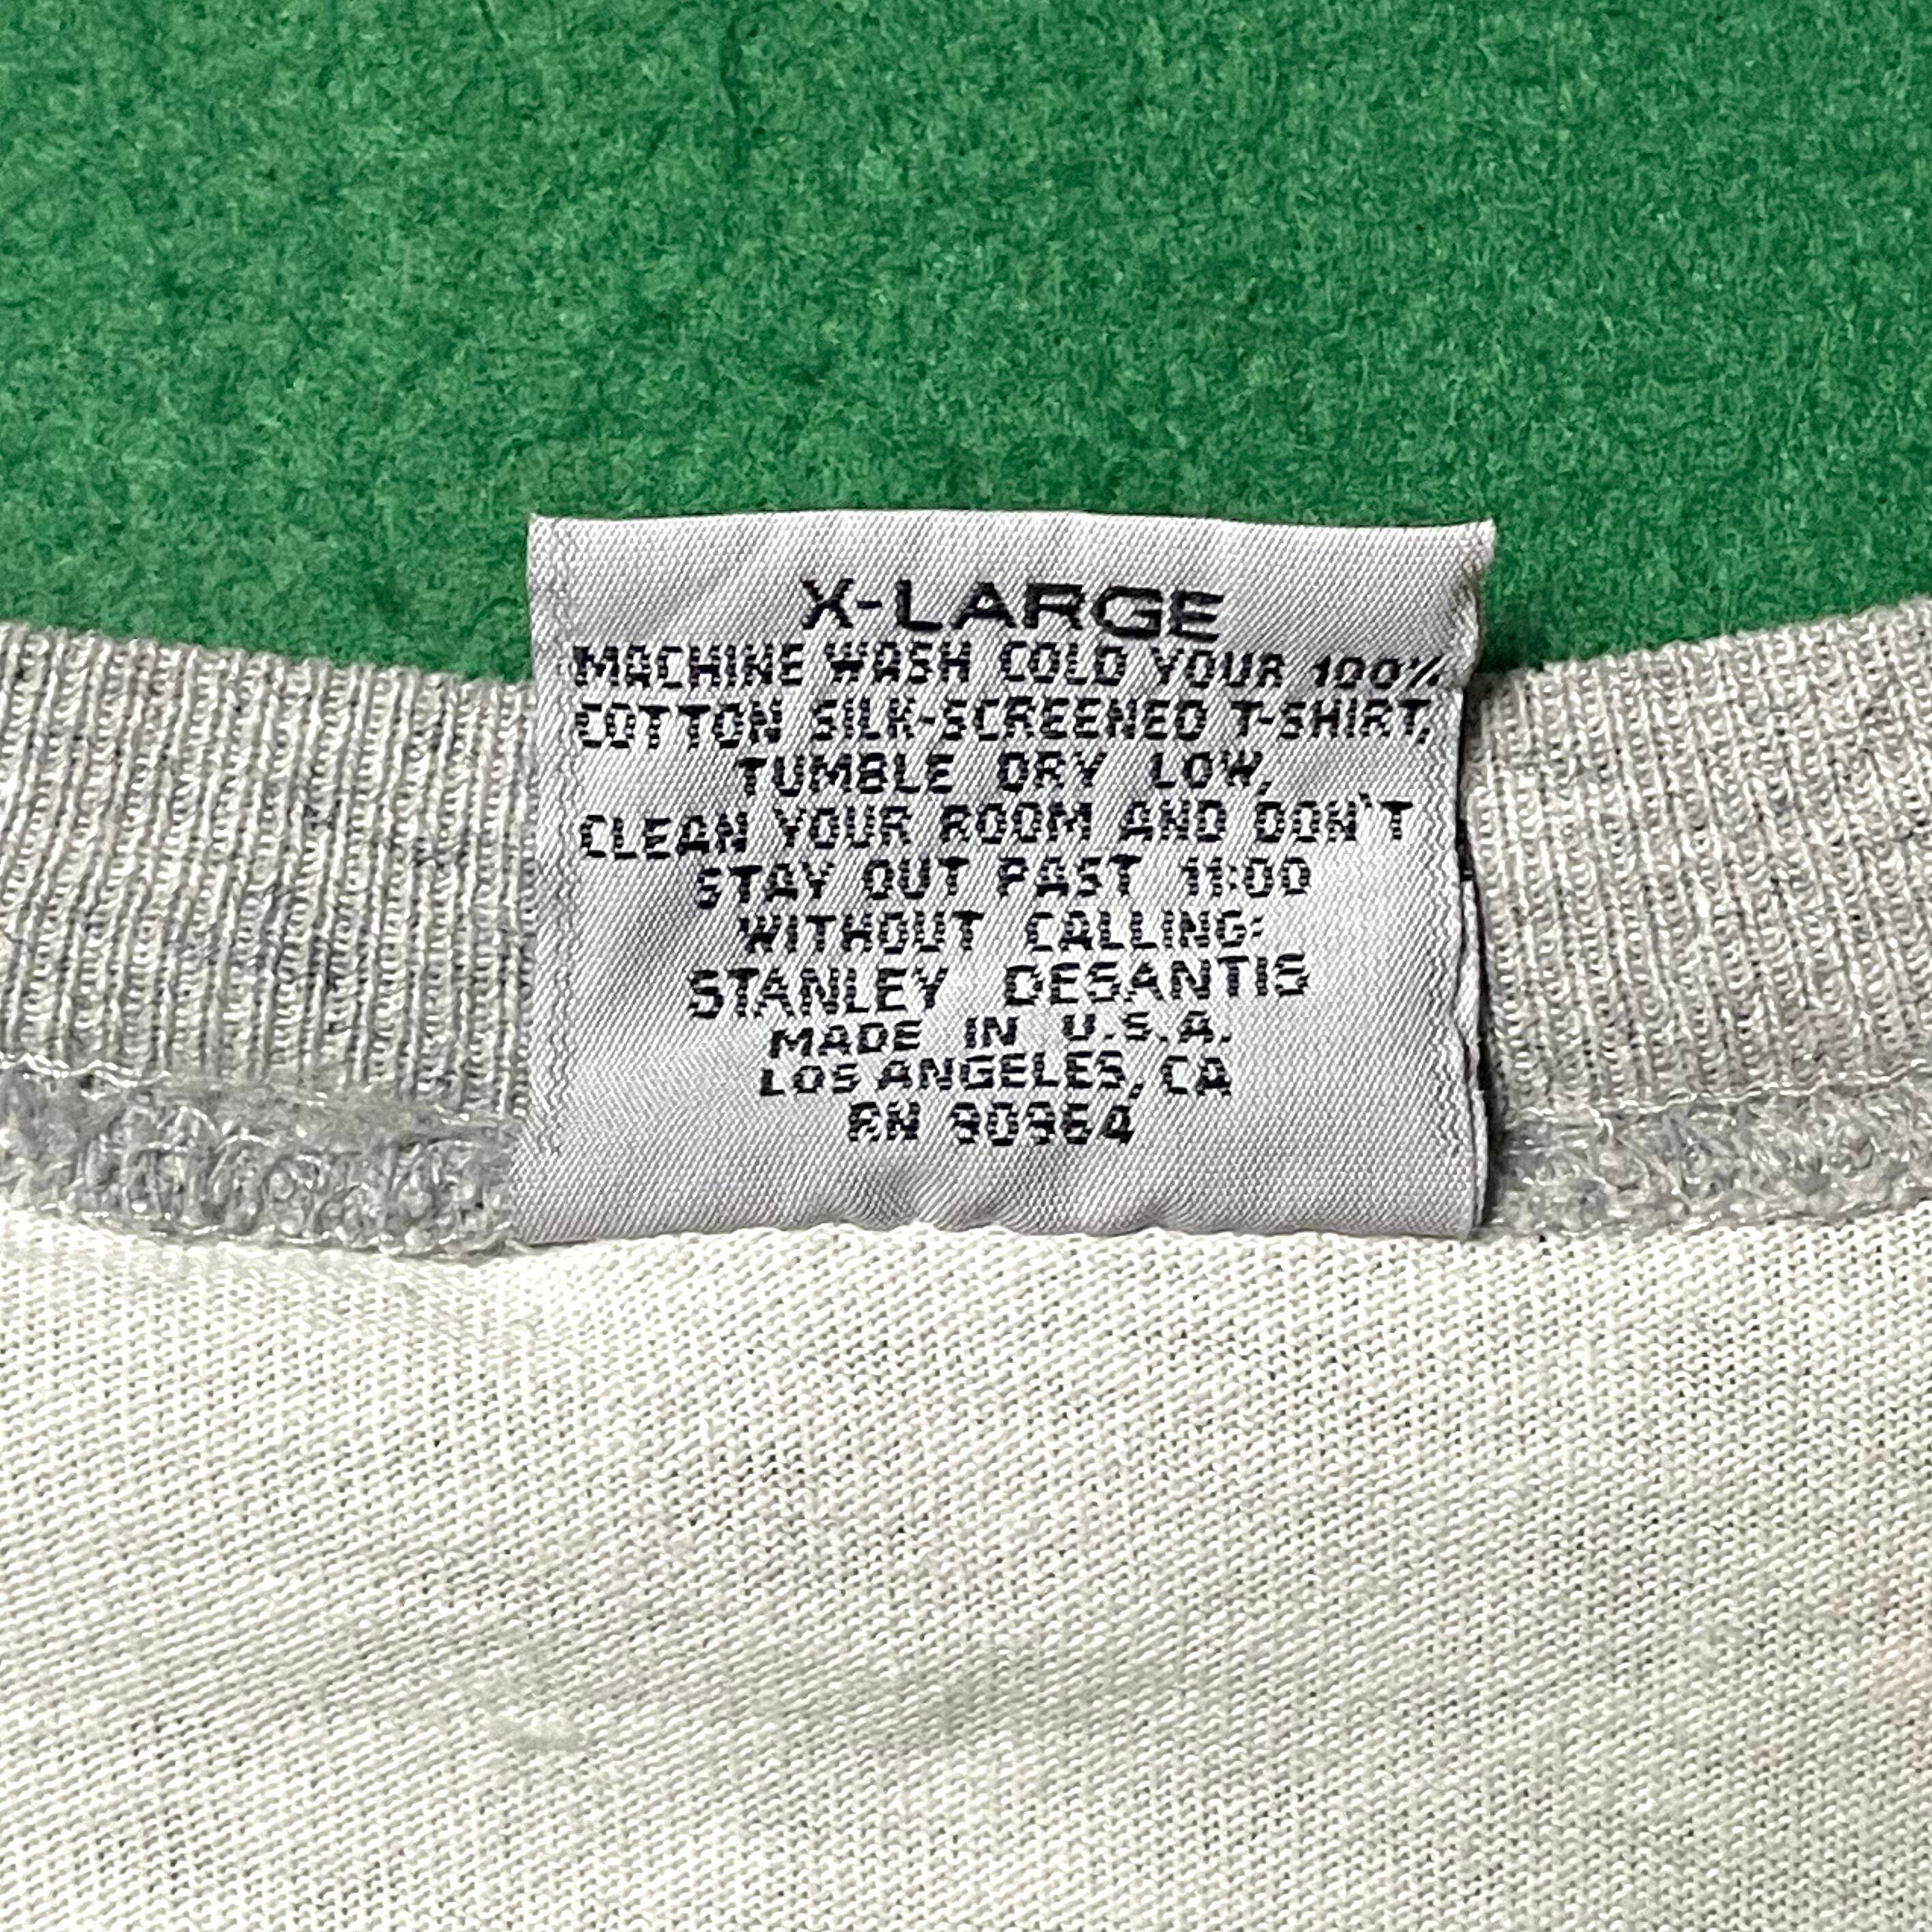 X-LARGE
MACHINE WASH COLD YOUR 100%
COTTON SILK-SCREENED T-SHIRT,
TUMBLE DRY LOW,
CLEAN YOUR ROOM AND DON'T
STAY OUT PAST 11:00
WITHOUT CALLING:
STANLEY DESANTIS
MADE IN U.S.A.
LOS ANGELES, CA
RN 90964